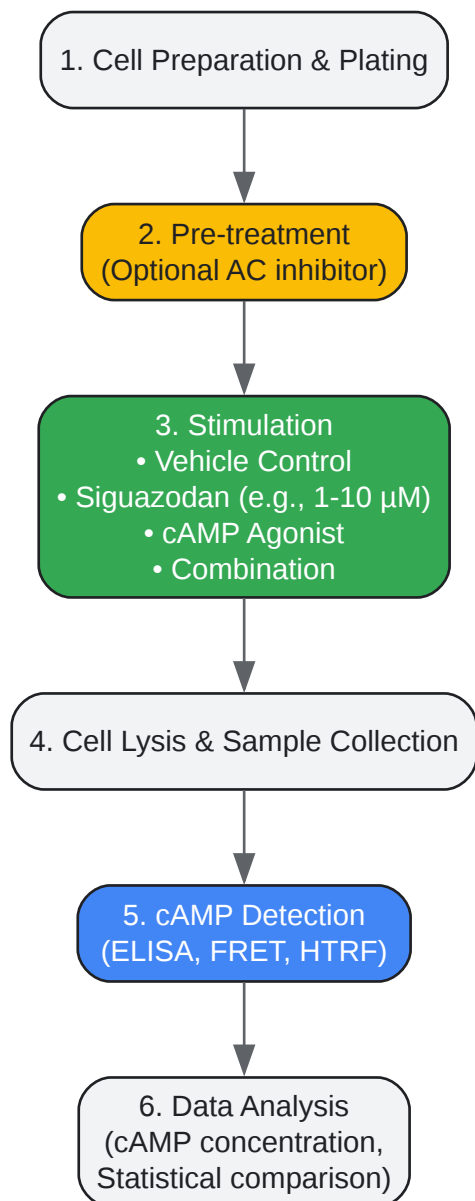 1. Cell Preparation & Plating
2. Pre-treatment
(Optional AC inhibitor)
3. Stimulation
• Vehicle Control
• Siguazodan (e.g., 1-10 µM)
• cAMP Agonist
• Combination
4. Cell Lysis & Sample Collection
5. cAMP Detection
(ELISA, FRET, HTRF)
6. Data Analysis
(cAMP concentration,
Statistical comparison)